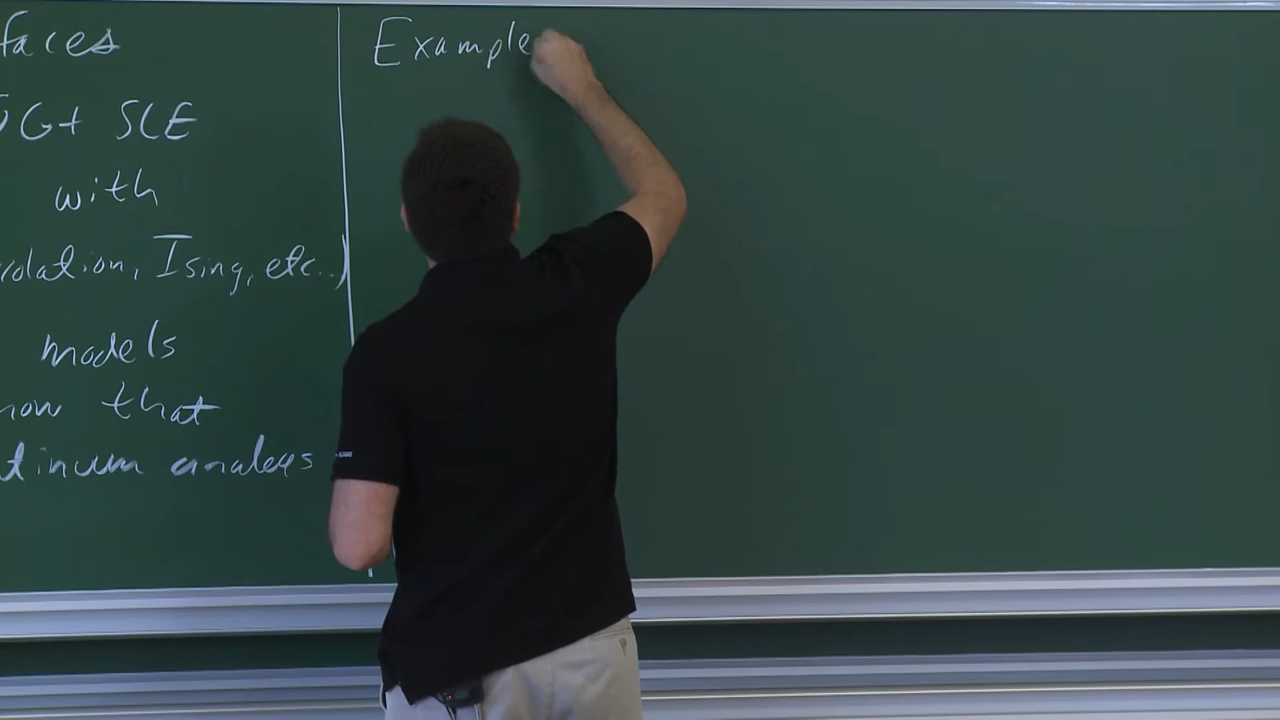 faces
G+ SLE
with
rolation, Ising, etc..)
models
now that
tinuum analogs
Example